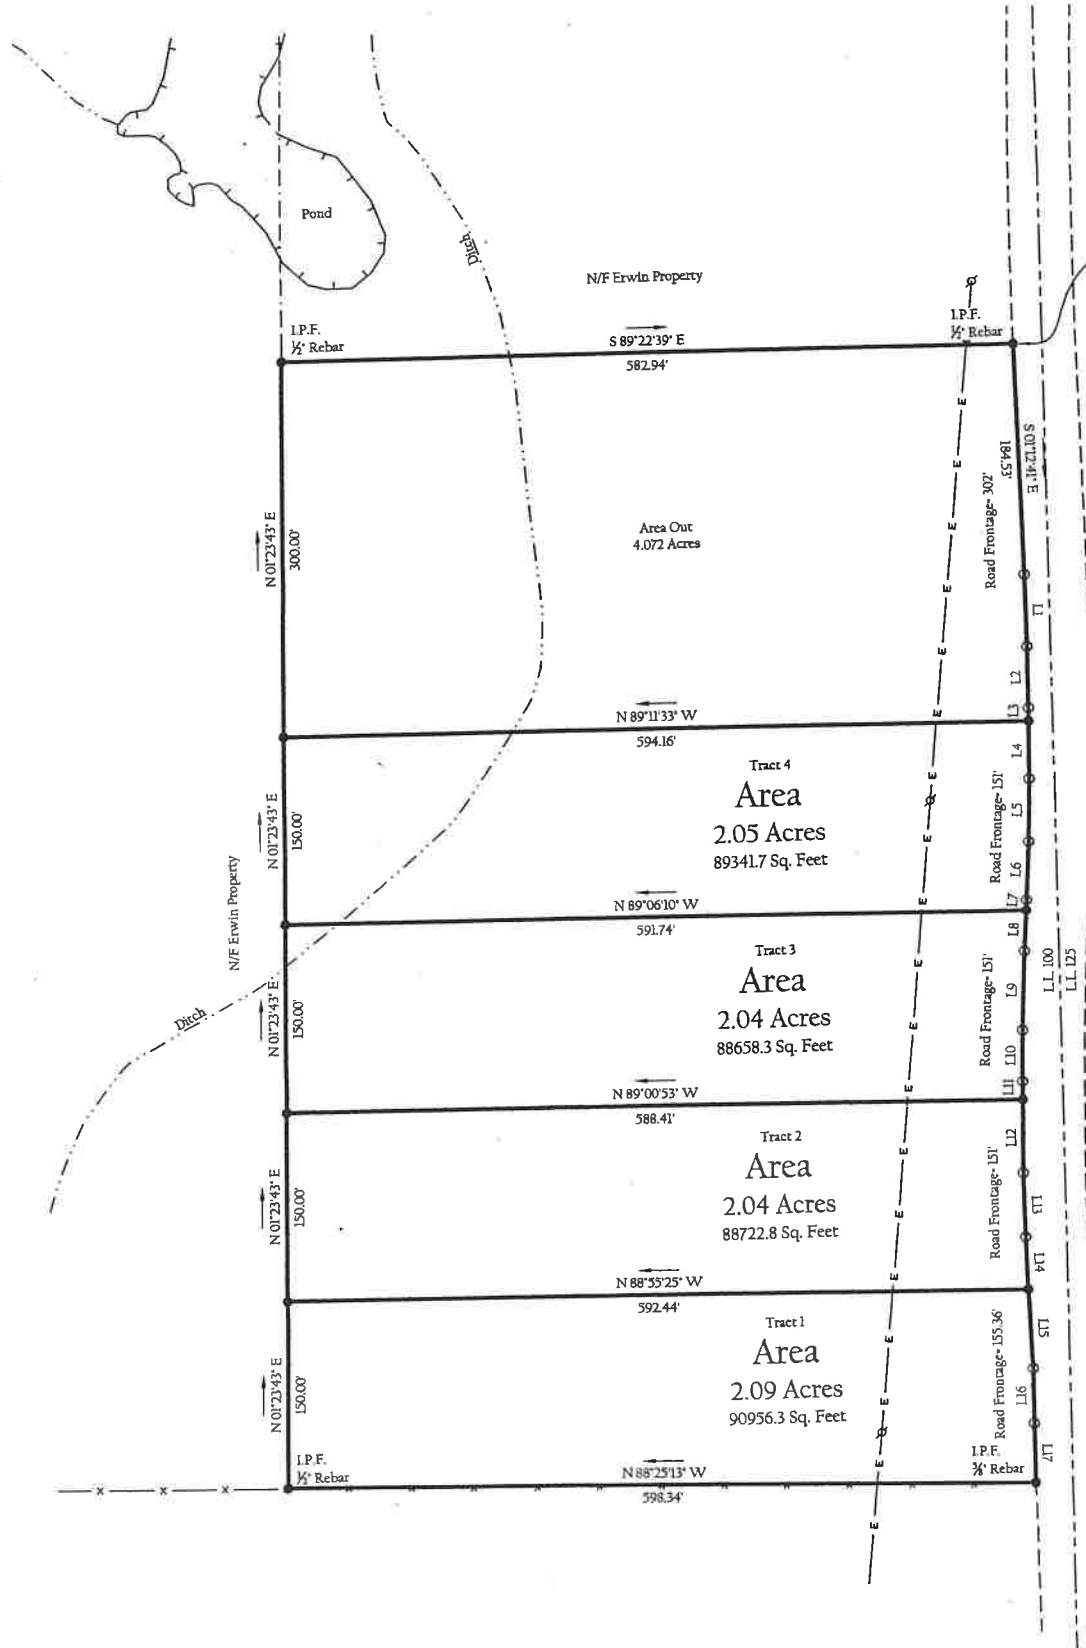 Pond
Ditch
N/F Erwin Property
I.P.F.
½" Rebar
I.P.F.
½" Rebar
S 89°22'39" E
582.94'
S 01°12'41" E
184.53'
Road Frontage- 302'
N 01°23'43" E
300.00'
Area Out
4.072 Acres
L1
L2
L3
N 89°11'33" W
594.16'
L4
Tract 4
Area
2.05 Acres
89341.7 Sq. Feet
N 01°23'43" E
150.00'
Road Frontage- 151'
L5
L6
L7
N/F Erwin Property
N 89°06'10" W
591.74'
L8
Tract 3
Area
2.04 Acres
88658.3 Sq. Feet
Ditch
N 01°23'43" E
150.00'
Road Frontage- 151'
L9
L10
L11
L.L. 100
L.L. 125
N 89°00'53" W
588.41'
L12
Tract 2
Area
2.04 Acres
88722.8 Sq. Feet
N 01°23'43" E
150.00'
Road Frontage- 151'
L13
L14
N 88°55'25" W
592.44'
L15
Tract 1
Area
2.09 Acres
90956.3 Sq. Feet
N 01°23'43" E
150.00'
Road Frontage- 155.36'
L16
L17
I.P.F.
½" Rebar
I.P.F.
⅝" Rebar
N 88°25'13" W
598.34'